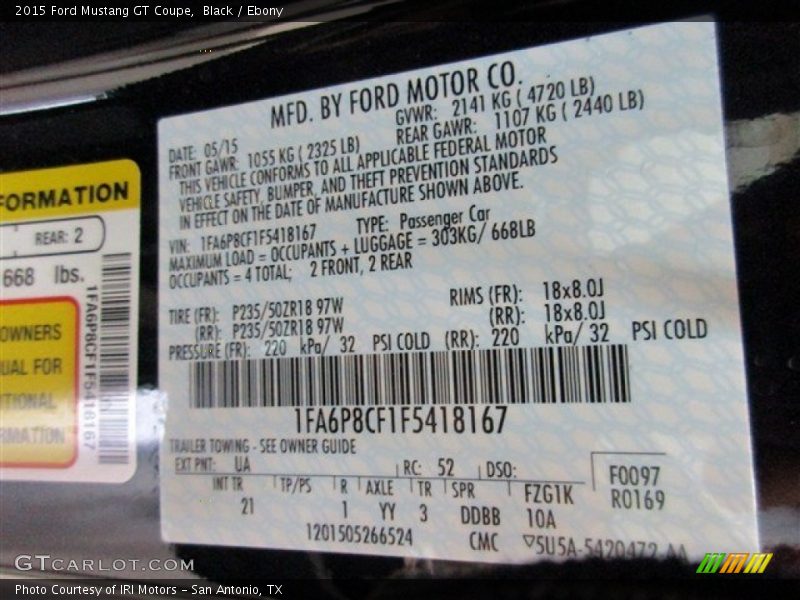 2015 Ford Mustang GT Coupe, Black / Ebony
MFD. BY FORD MOTOR CO.
DATE: 05/15 GVWR: 2141 KG ( 4720 LB)
FRONT GAWR: 1055 KG ( 2325 LB) REAR GAWR: 1107 KG ( 2440 LB)
THIS VEHICLE CONFORMS TO ALL APPLICABLE FEDERAL MOTOR
VEHICLE SAFETY, BUMPER, AND THEFT PREVENTION STANDARDS
IN EFFECT ON THE DATE OF MANUFACTURE SHOWN ABOVE.
VIN: 1FA6P8CF1F5418167 TYPE: Passenger Car
MAXIMUM LOAD = OCCUPANTS + LUGGAGE = 303KG/ 668LB
OCCUPANTS = 4 TOTAL; 2 FRONT, 2 REAR
TIRE (FR): P235/50ZR18 97W RIMS (FR): 18x8.0J
(RR): P235/50ZR18 97W (RR): 18x8.0J
PRESSURE (FR): 220 kPa/ 32 PSI COLD (RR): 220 kPa/ 32 PSI COLD
1FA6P8CF1F5418167
TRAILER TOWING - SEE OWNER GUIDE
EXT PNT: UA RC: 52 DSO: F0097
INT TR TP/PS R AXLE TR SPR FZG1K R0169
21 1 YY 3 DDBB 10A
1201505266524 CMC ▽5U5A-5420472-AA
FORMATION
REAR: 2
668 lbs.
OWNERS
UAL FOR
ITIONAL
RMATION
1FA6P8CF1F5418167
GTCARLOT.COM
Photo Courtesy of IRI Motors - San Antonio, TX